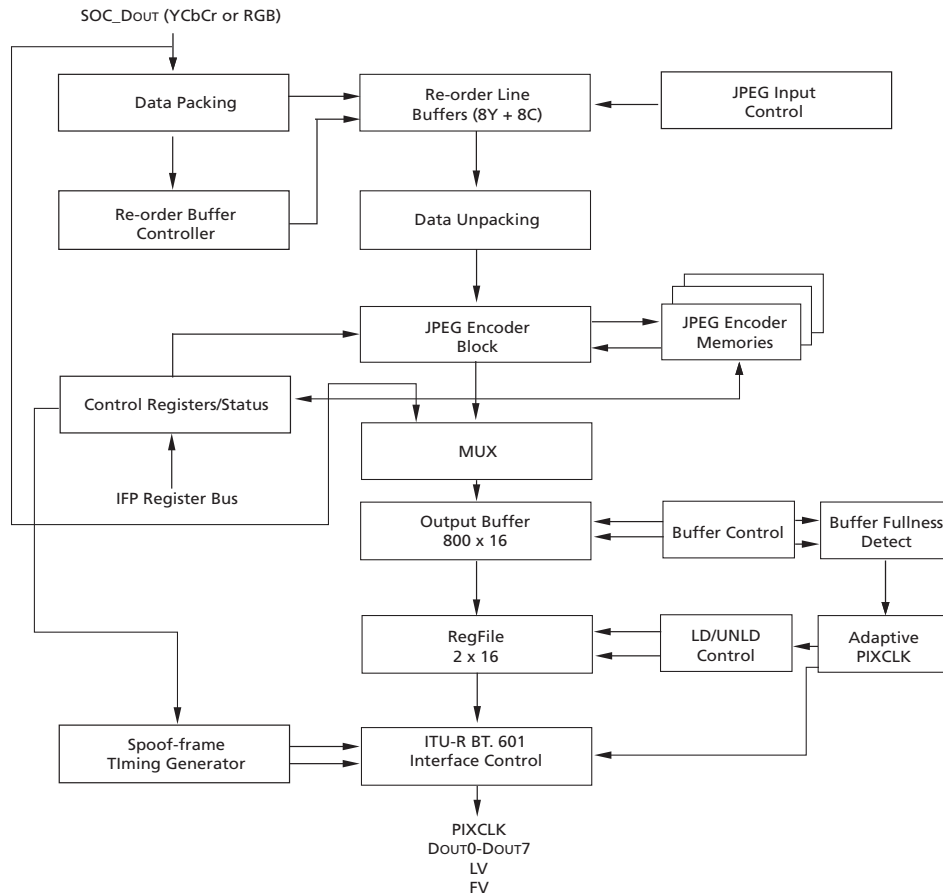 SOC_DOUT (YCbCr or RGB)
Data Packing
Re-order Line
Buffers (8Y + 8C)
JPEG Input
Control
Re-order Buffer
Controller
Data Unpacking
JPEG Encoder
Block
JPEG Encoder
Memories
Control Registers/Status
MUX
IFP Register Bus
Output Buffer
800 x 16
Buffer Control
Buffer Fullness
Detect
RegFile
2 x 16
LD/UNLD
Control
Adaptive
PIXCLK
Spoof-frame
TIming Generator
ITU-R BT. 601
Interface Control
PIXCLK
DOUT0-DOUT7
LV
FV